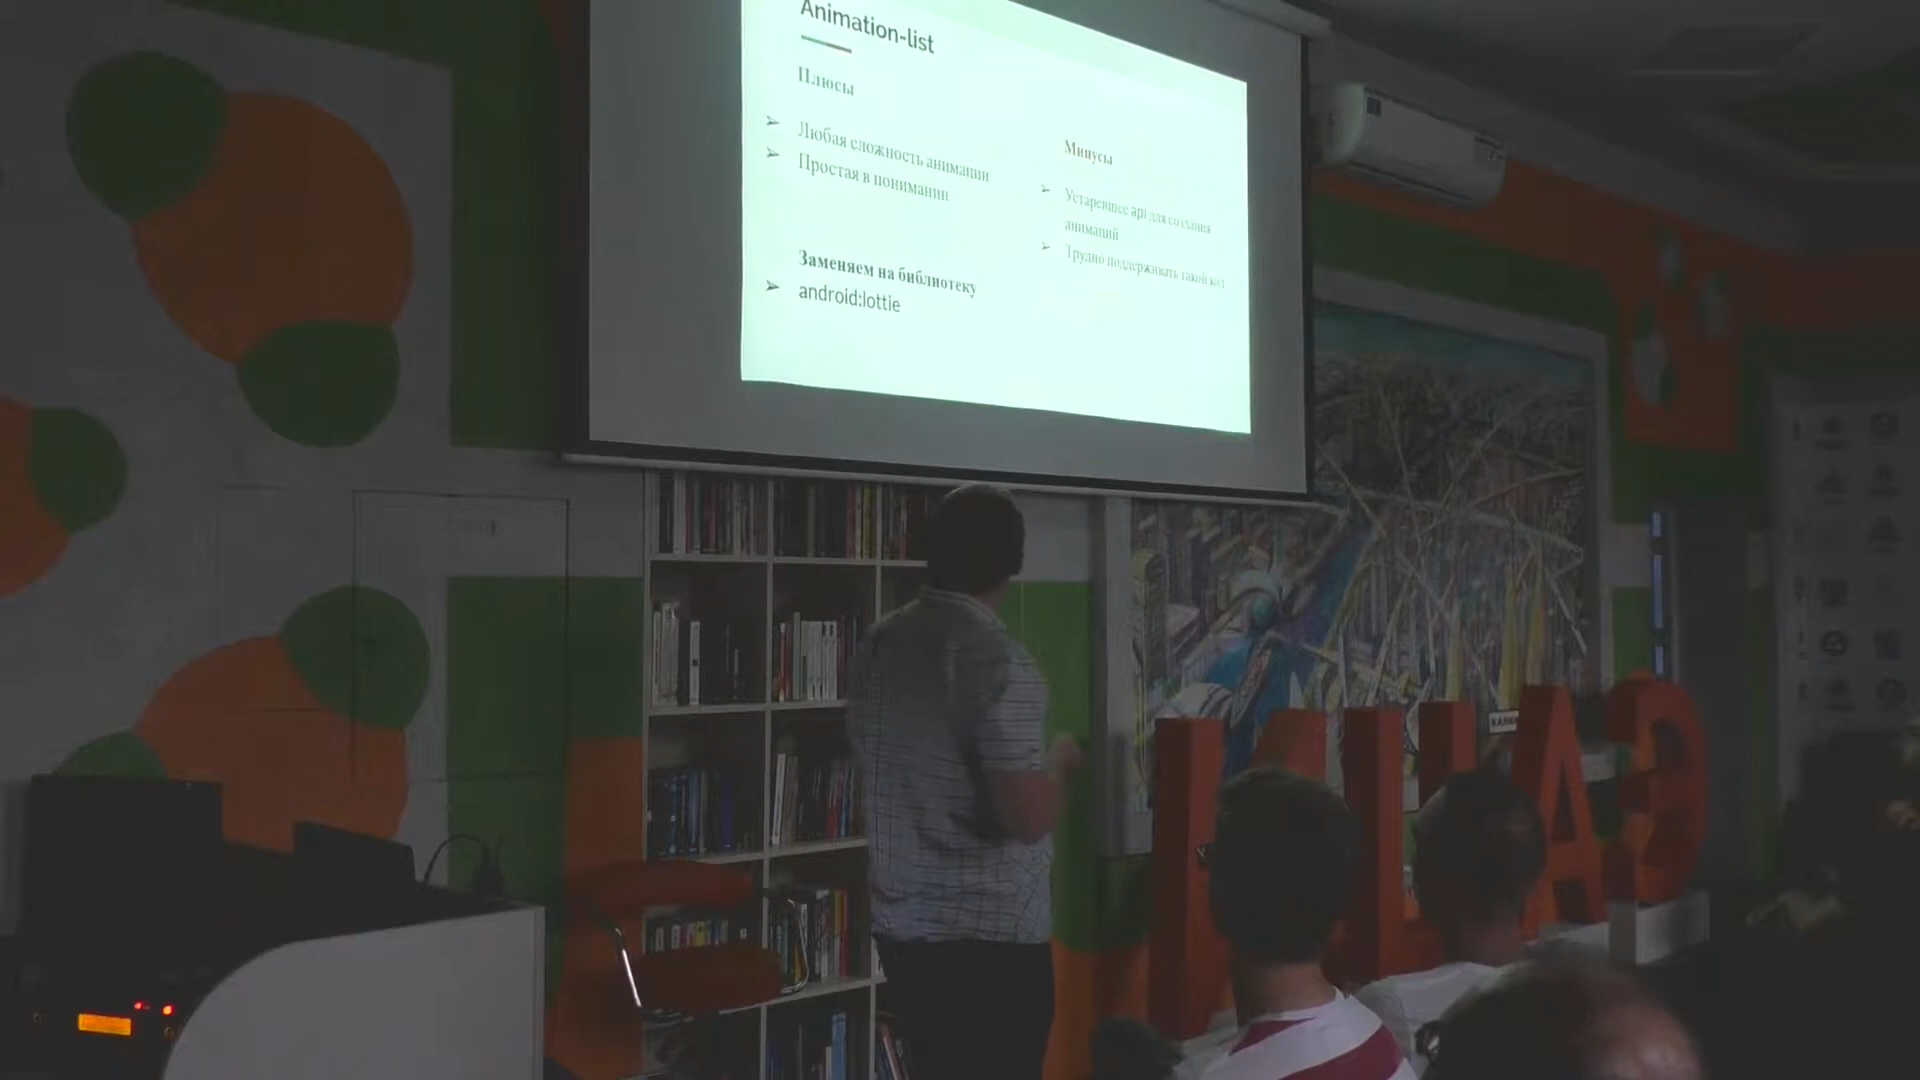 Animation-list
Плюсы
➢ Любая сложность анимации
➢ Простая в понимании
Заменяем на библиотеку
➢ android:lottie
Минусы
➢ Устаревшее api для создания
анимаций
➢ Трудно поддерживать такой код